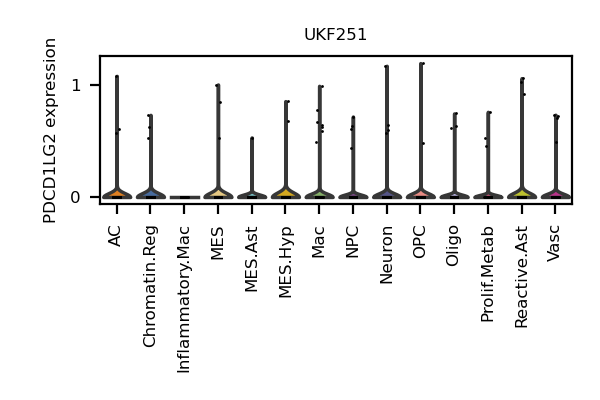 UKF251
PDCD1LG2 expression
1
0
AC
Chromatin.Reg
Inflammatory.Mac
MES
MES.Ast
MES.Hyp
Mac
NPC
Neuron
OPC
Oligo
Prolif.Metab
Reactive.Ast
Vasc